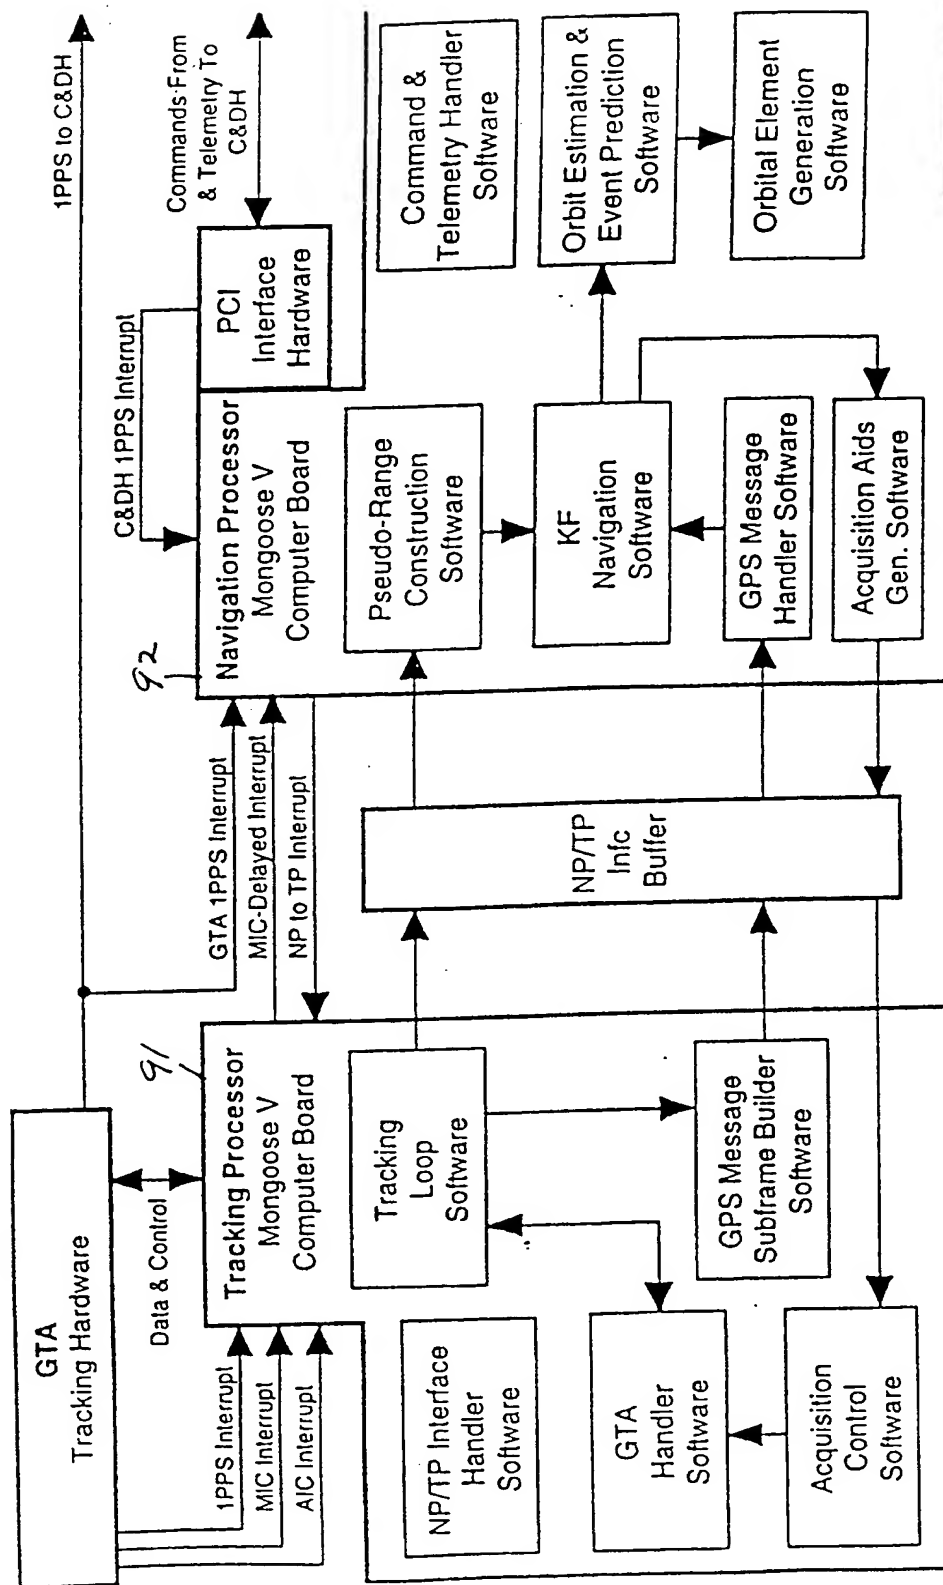 GTA
Tracking Hardware
1PPS to C&DH
1PPS Interrupt
MIC Interrupt
AIC Interrupt
Data & Control
91
Tracking Processor
Mongoose V
Computer Board
GTA 1PPS Interrupt
MIC-Delayed Interrupt
NP to TP Interrupt
92
Navigation Processor
Mongoose V
Computer Board
C&DH 1PPS Interrupt
PCI
Interface
Hardware
Commands From
& Telemetry To
C&DH
NP/TP Interface
Handler
Software
Tracking
Loop
Software
GTA
Handler
Software
GPS Message
Subframe Builder
Software
Acquisition
Control
Software
NP/TP
Infc
Buffer
Pseudo-Range
Construction
Software
KF
Navigation
Software
GPS Message
Handler Software
Acquisition Aids
Gen. Software
Command &
Telemetry Handler
Software
Orbit Estimation &
Event Prediction
Software
Orbital Element
Generation
Software